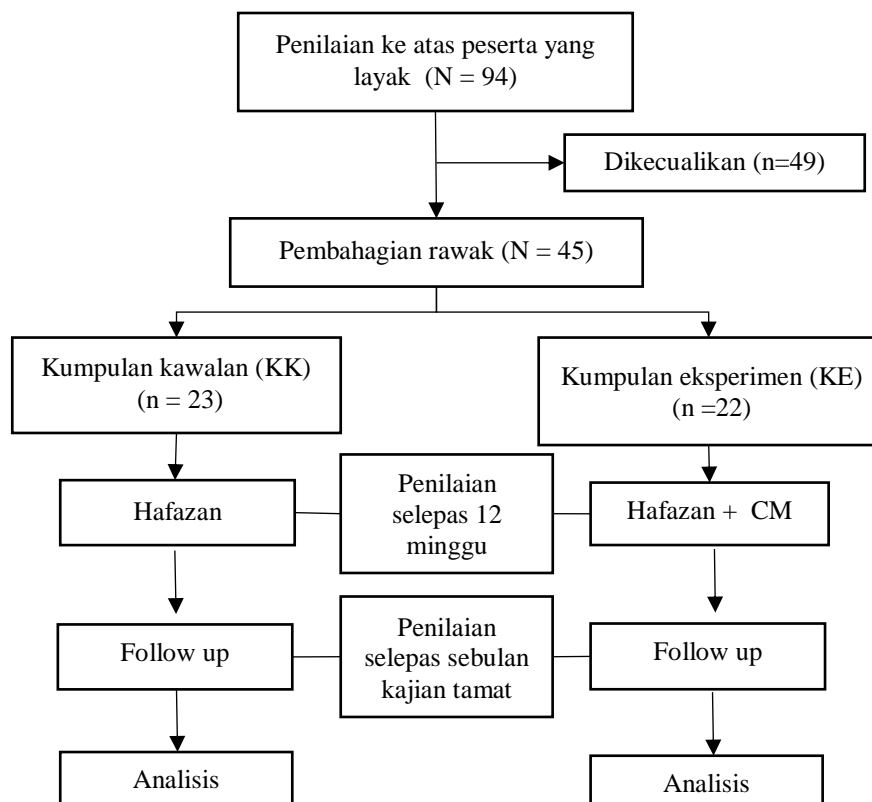 Penilaian ke atas peserta yang
layak  (N = 94)
Dikecualikan (n=49)
Pembahagian rawak (N = 45)
Kumpulan kawalan (KK)
(n = 23)
Kumpulan eksperimen (KE)
(n =22)
Hafazan
Penilaian
selepas 12
minggu
Hafazan +  CM
Follow up
Penilaian
selepas sebulan
kajian tamat
Follow up
Analisis
Analisis